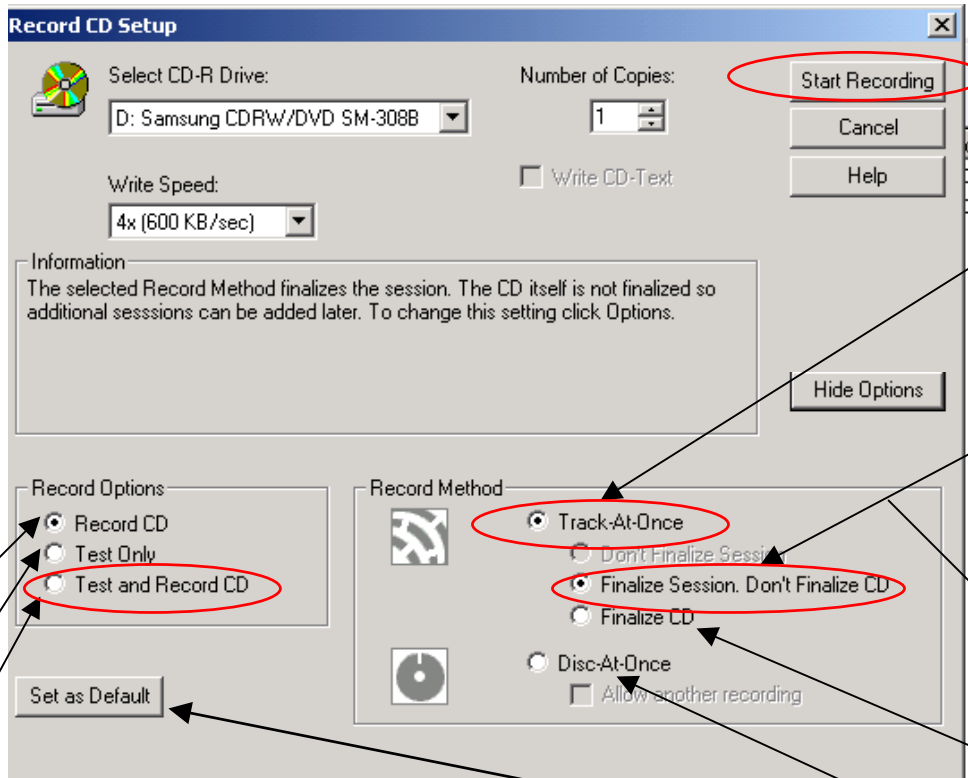 Record CD Setup
Select CD-R Drive:
Number of Copies:
Start Recording
D: Samsung CDRW/DVD SM-308B
1
Cancel
Write Speed:
Write CD-Text
Help
4x (600 KB/sec)
Information
The selected Record Method finalizes the session. The CD itself is not finalized so
additional sesssions can be added later. To change this setting click Options.
Hide Options
Record Options
Record Method
Record CD
Track-At-Once
Test Only
Don't Finalize Session
Test and Record CD
Finalize Session. Don't Finalize CD
Finalize CD
Disc-At-Once
Set as Default
Allow another recording